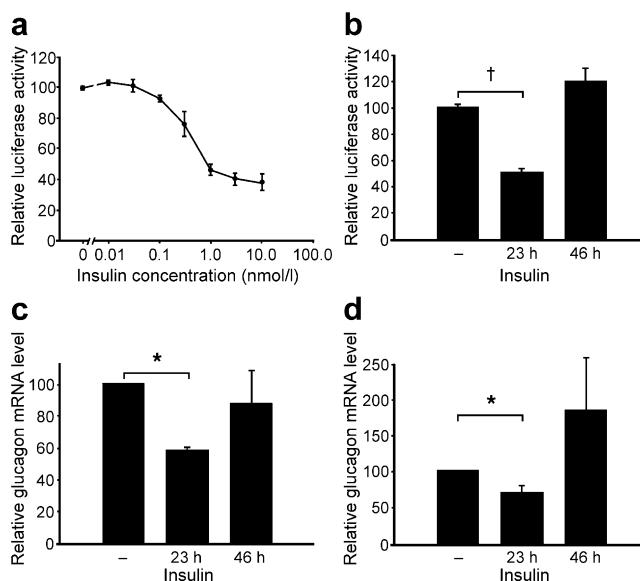 a
Relative luciferase activity
120
100
80
60
40
20
0
0 0.01 0.1 1.0 10.0 100.0
Insulin concentration (nmol/l)
b
Relative luciferase activity
140
120
100
80
60
40
20
0
†
– 23 h 46 h
Insulin
c
Relative glucagon mRNA level
100
80
60
40
20
0
*
– 23 h 46 h
Insulin
d
Relative glucagon mRNA level
250
200
150
100
50
0
*
– 23 h 46 h
Insulin